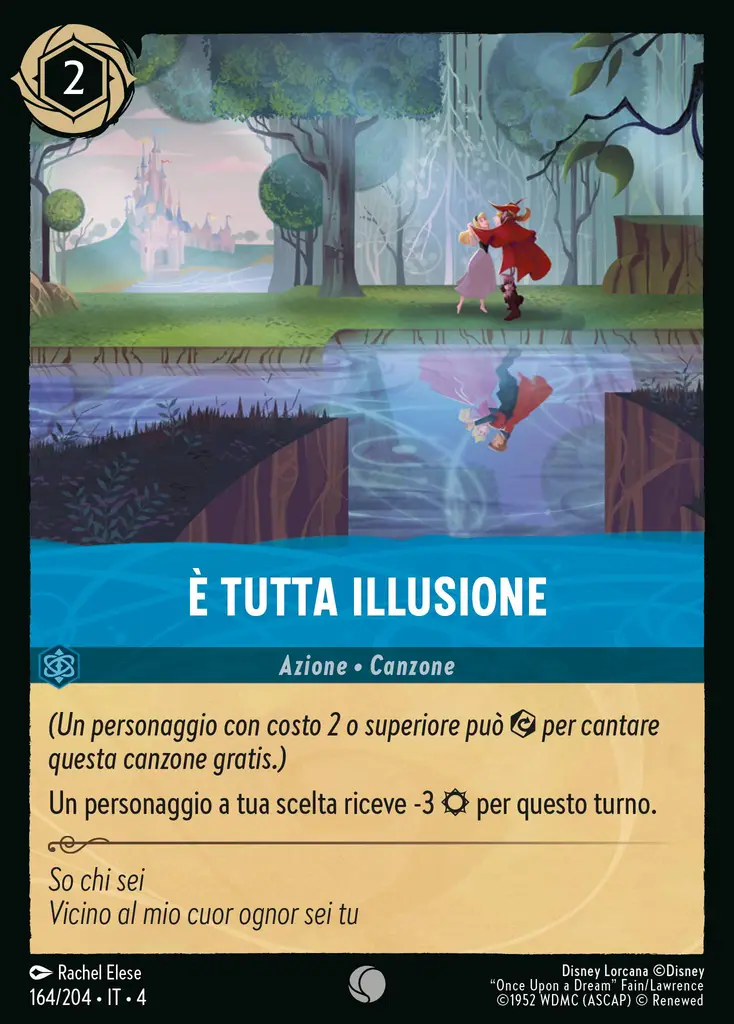 2
È TUTTA ILLUSIONE
Azione • Canzone
(Un personaggio con costo 2 o superiore può per cantare
questa canzone gratis.)
Un personaggio a tua scelta riceve -3 per questo turno.
So chi sei
Vicino al mio cuor ognor sei tu
Rachel Elese
164/204 • IT • 4
Disney Lorcana ©Disney
“Once Upon a Dream” Fain/Lawrence
©1952 WDMC (ASCAP) © Renewed